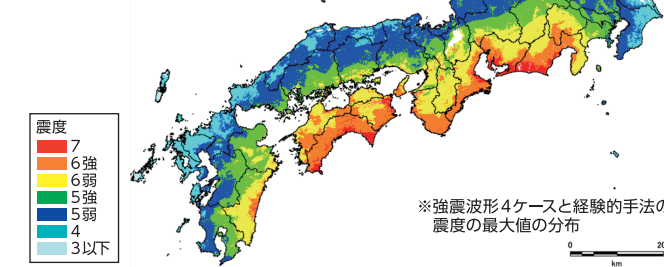 震度
7
6強
6弱
5強
5弱
4
3以下
※強震波形4ケースと経験的手法の
震度の最大値の分布
0
20
km